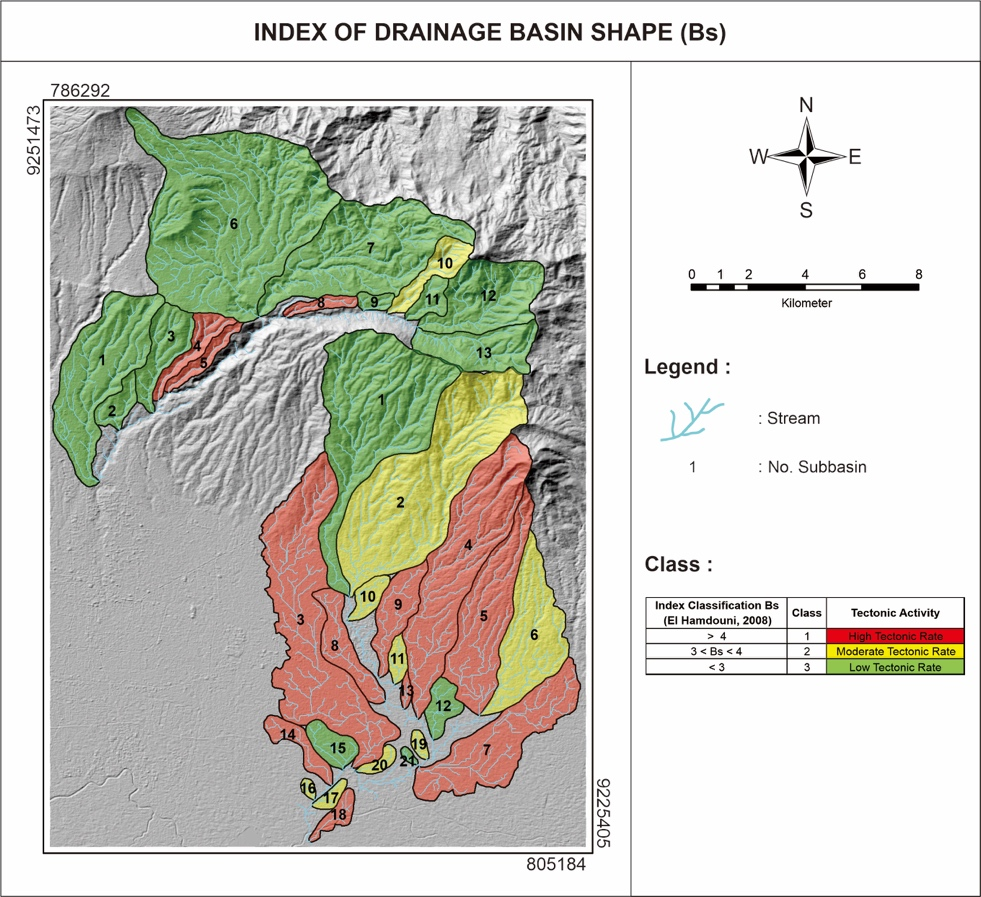 INDEX OF DRAINAGE BASIN SHAPE (Bs)
786292
9251473
6
7
10
8
9
11
12
3
4
5
1
2
13
1
2
4
3
10
9
5
6
8
11
13
12
14
15
19
7
20
21
16
17
18
9225405
805184
N
W E
S
0 1 2 4 6 8
Kilometer
Legend :
: Stream
1 : No. Subbasin
Class :
Index Classification Bs
(El Hamdouni, 2008) Class Tectonic Activity
> 4 1 High Tectonic Rate
3 < Bs < 4 2 Moderate Tectonic Rate
< 3 3 Low Tectonic Rate